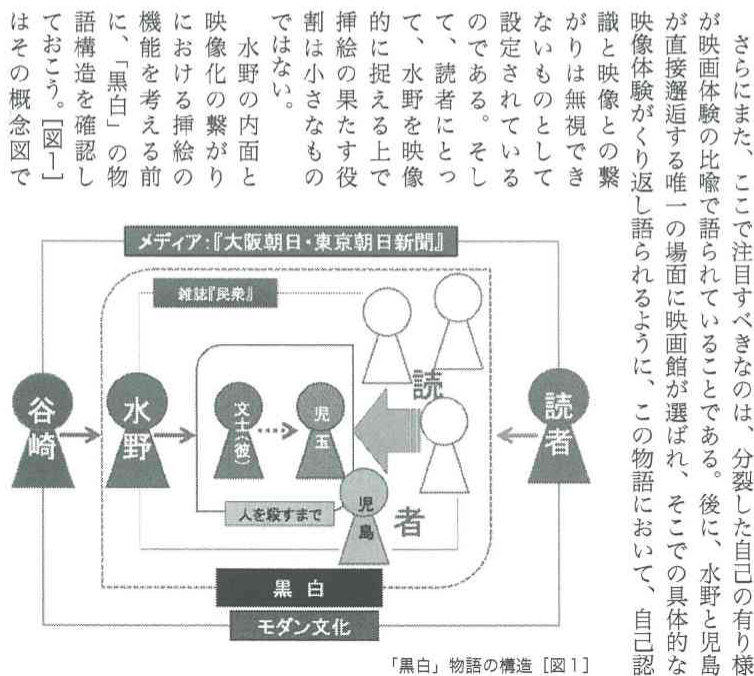 さらにまた、ここで注目すべきなのは、分裂した自己の有り様
が映画体験の比喩で語られていることである。後に、水野と児島
が直接邂逅する唯一の場面に映画館が選ばれ、そこでの具体的な
映像体験がくり返し語られるように、この物語において、自己認
識と映像との繋
がりは無視でき
ないものとして
設定されている
のである。そし
て、読者にとっ
て、水野を映像
的に捉える上で
挿絵の果たす役
割は小さなもの
ではない。
水野の内面と
映像化の繋がり
における挿絵の
機能を考える前
に、「黒白」の物
語構造を確認し
ておこう。[図1]
はその概念図で
メディア:『大阪朝日・東京朝日新聞』
雑誌『民衆』
谷崎
水野
文士(彼)
児玉
読者
児島
読者
人を殺すまで
黒白
モダン文化
「黒白」物語の構造 [図1]